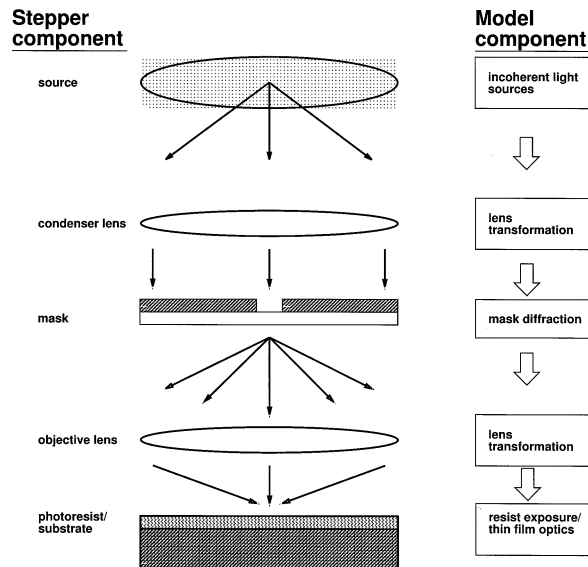 Stepper
component
Model
component
source
incoherent light
sources
condenser lens
lens
transformation
mask
mask diffraction
objective lens
lens
transformation
photoresist/
substrate
resist exposure/
thin film optics